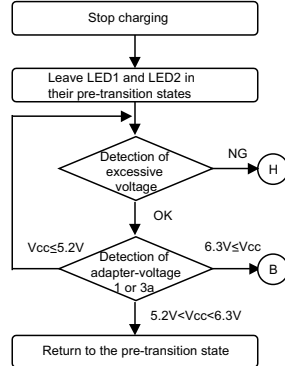 Stop charging
Leave LED1 and LED2 in
their pre-transition states
Detection of
excessive
voltage
NG
H
OK
Vcc≤5.2V
Detection of
adapter-voltage
1 or 3a
6.3V≤Vcc
B
5.2V<Vcc<6.3V
Return to the pre-transition state